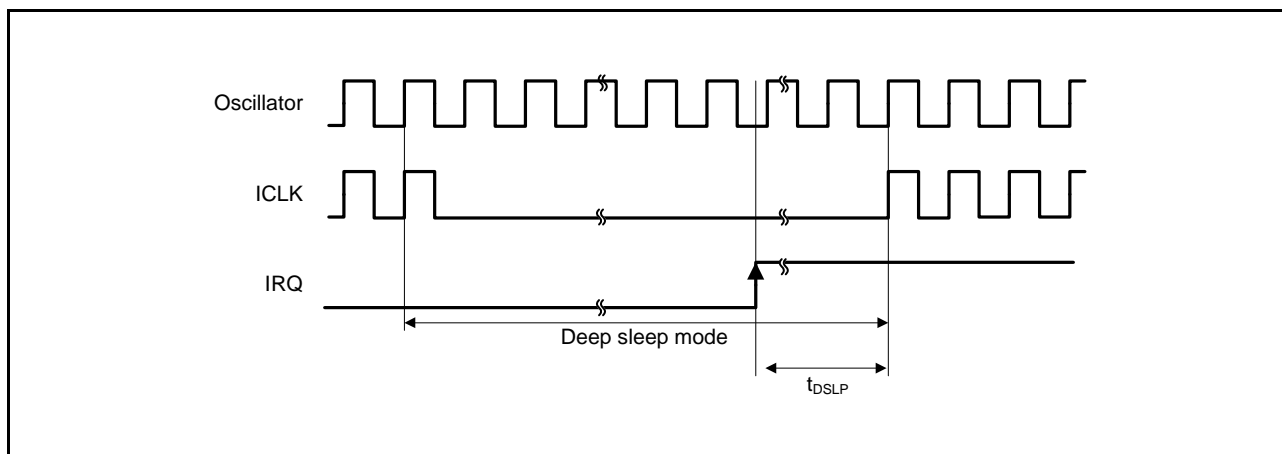 Oscillator
ICLK
IRQ
Deep sleep mode
tDSLP